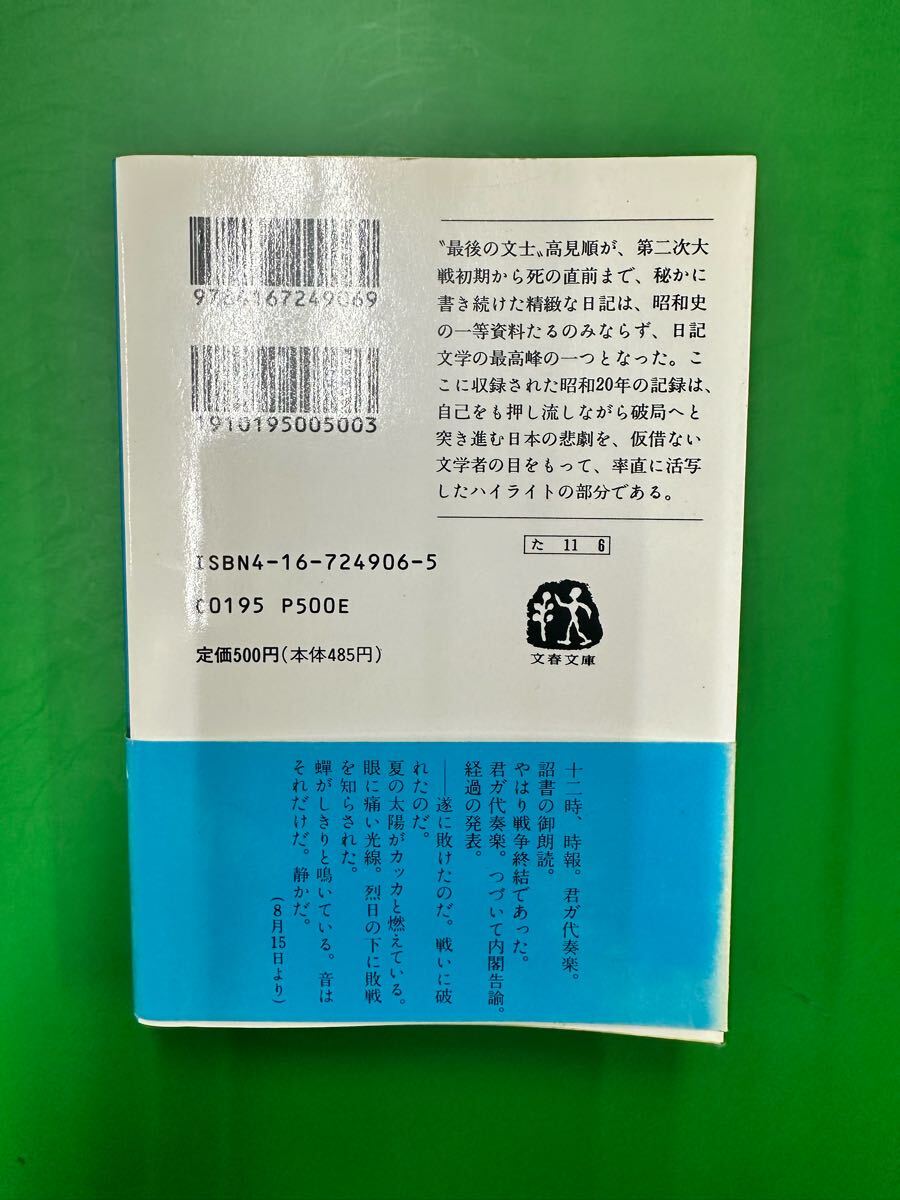 9784167249069
1910195005003
ISBN4-16-724906-5
C0195 P500E
定価500円(本体485円)
〝最後の文士〟高見順が、第二次大
戦初期から死の直前まで、秘かに
書き続けた精緻な日記は、昭和史
の一等資料たるのみならず、日記
文学の最高峰の一つとなった。こ
こに収録された昭和20年の記録は、
自己をも押し流しながら破局へと
突き進む日本の悲劇を、仮借ない
文学者の目をもって、率直に活写
したハイライトの部分である。
た 11 6
文春文庫
十二時、時報。君ガ代奏楽。
詔書の御朗読。
やはり戦争終結であった。
君ガ代奏楽。つづいて内閣告諭。
経過の発表。
――遂に敗けたのだ。戦いに破
れたのだ。
夏の太陽がカッカと燃えている。
眼に痛い光線。烈日の下に敗戦
を知らされた。
蟬がしきりと鳴いている。音は
それだけだ。静かだ。
(8月15日より)